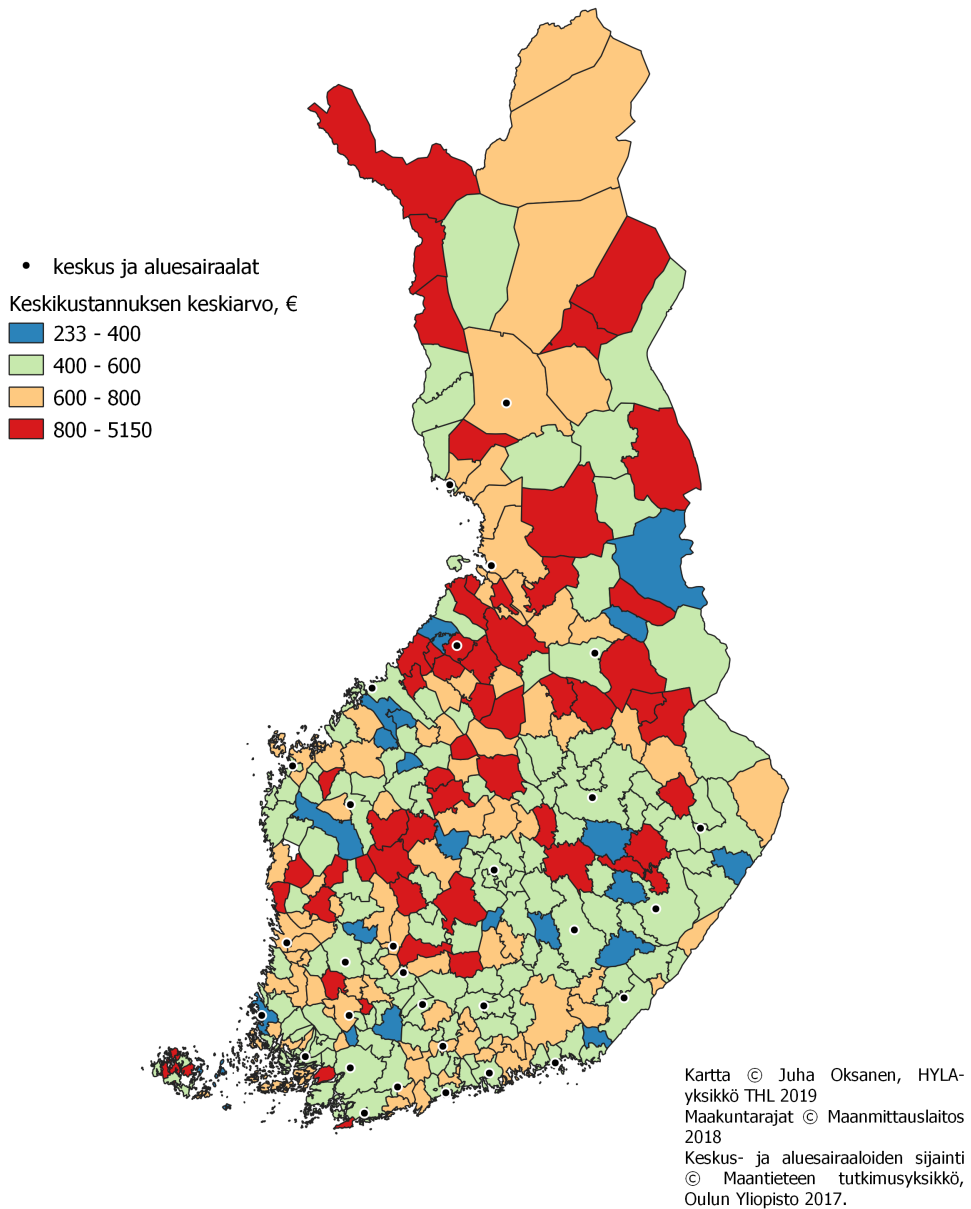 keskus ja aluesairaalat
Keskikustannuksen keskiarvo, €
233 - 400
400 - 600
600 - 800
800 - 5150
Kartta © Juha Oksanen, HYLÄ-
yksikkö THL 2019
Maakuntarajat © Maanmittauslaitos
2018
Keskus- ja aluesairaaloiden sijainti
© Maantieteen tutkimusyksikkö,
Oulun Yliopisto 2017.